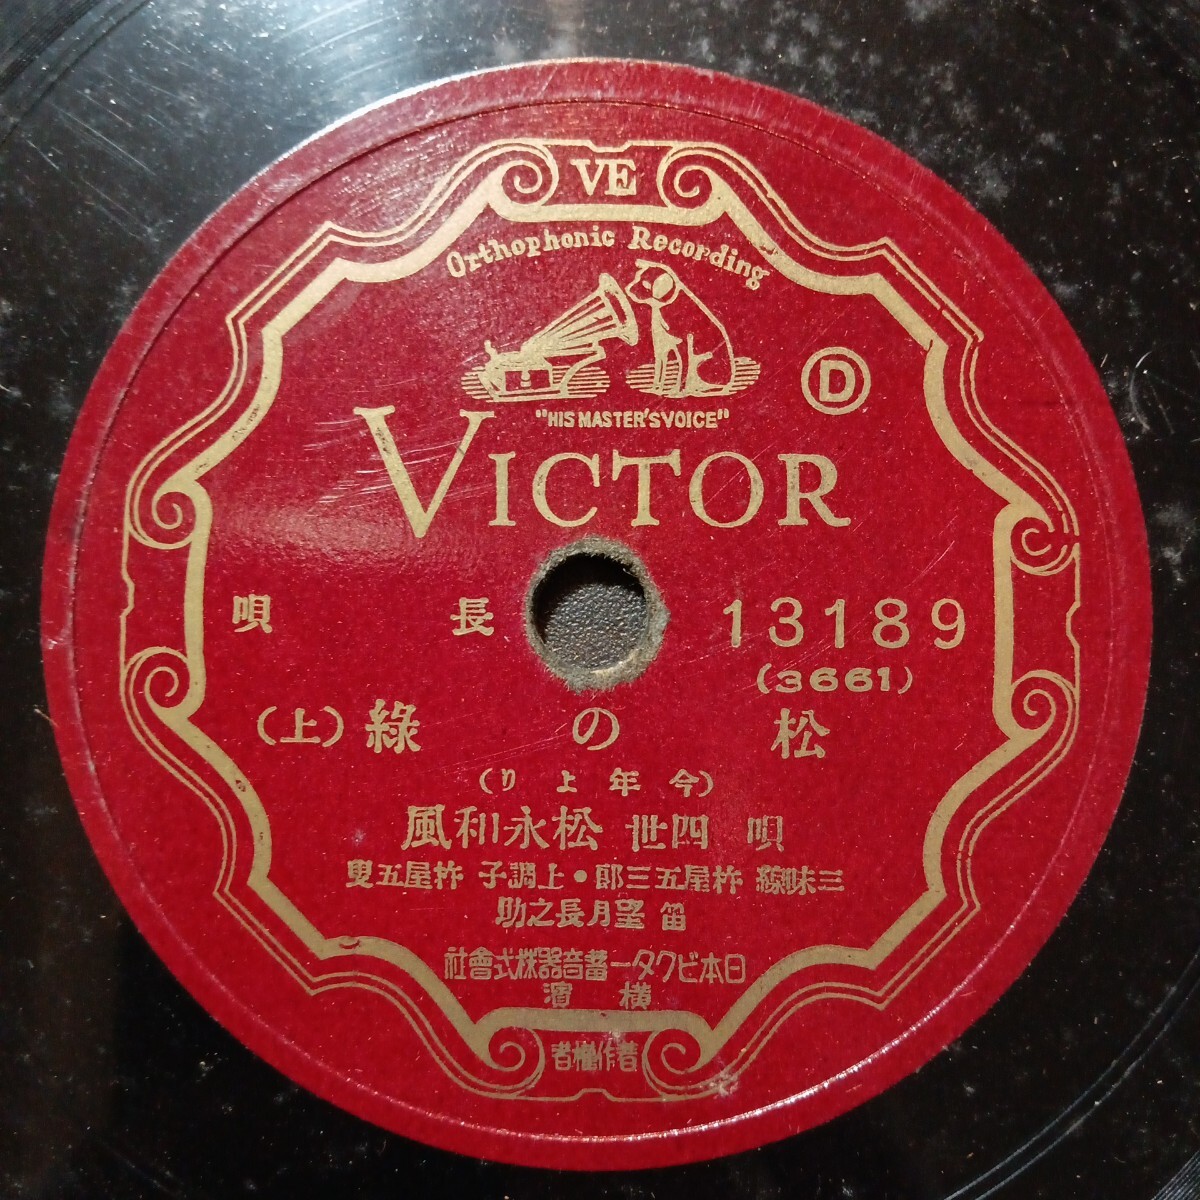 VE
Orthophonic Recording
"HIS MASTER'S VOICE"
Ⓓ
VICTOR
長唄
13189
(3661)
松の綠(上)
(今年より)
唄 四世 松永和風
三味線 杵屋五三郎・上調子 杵屋五叟
笛 望月長之助
日本ビクター蓄音器株式會社
横濱
著作權者